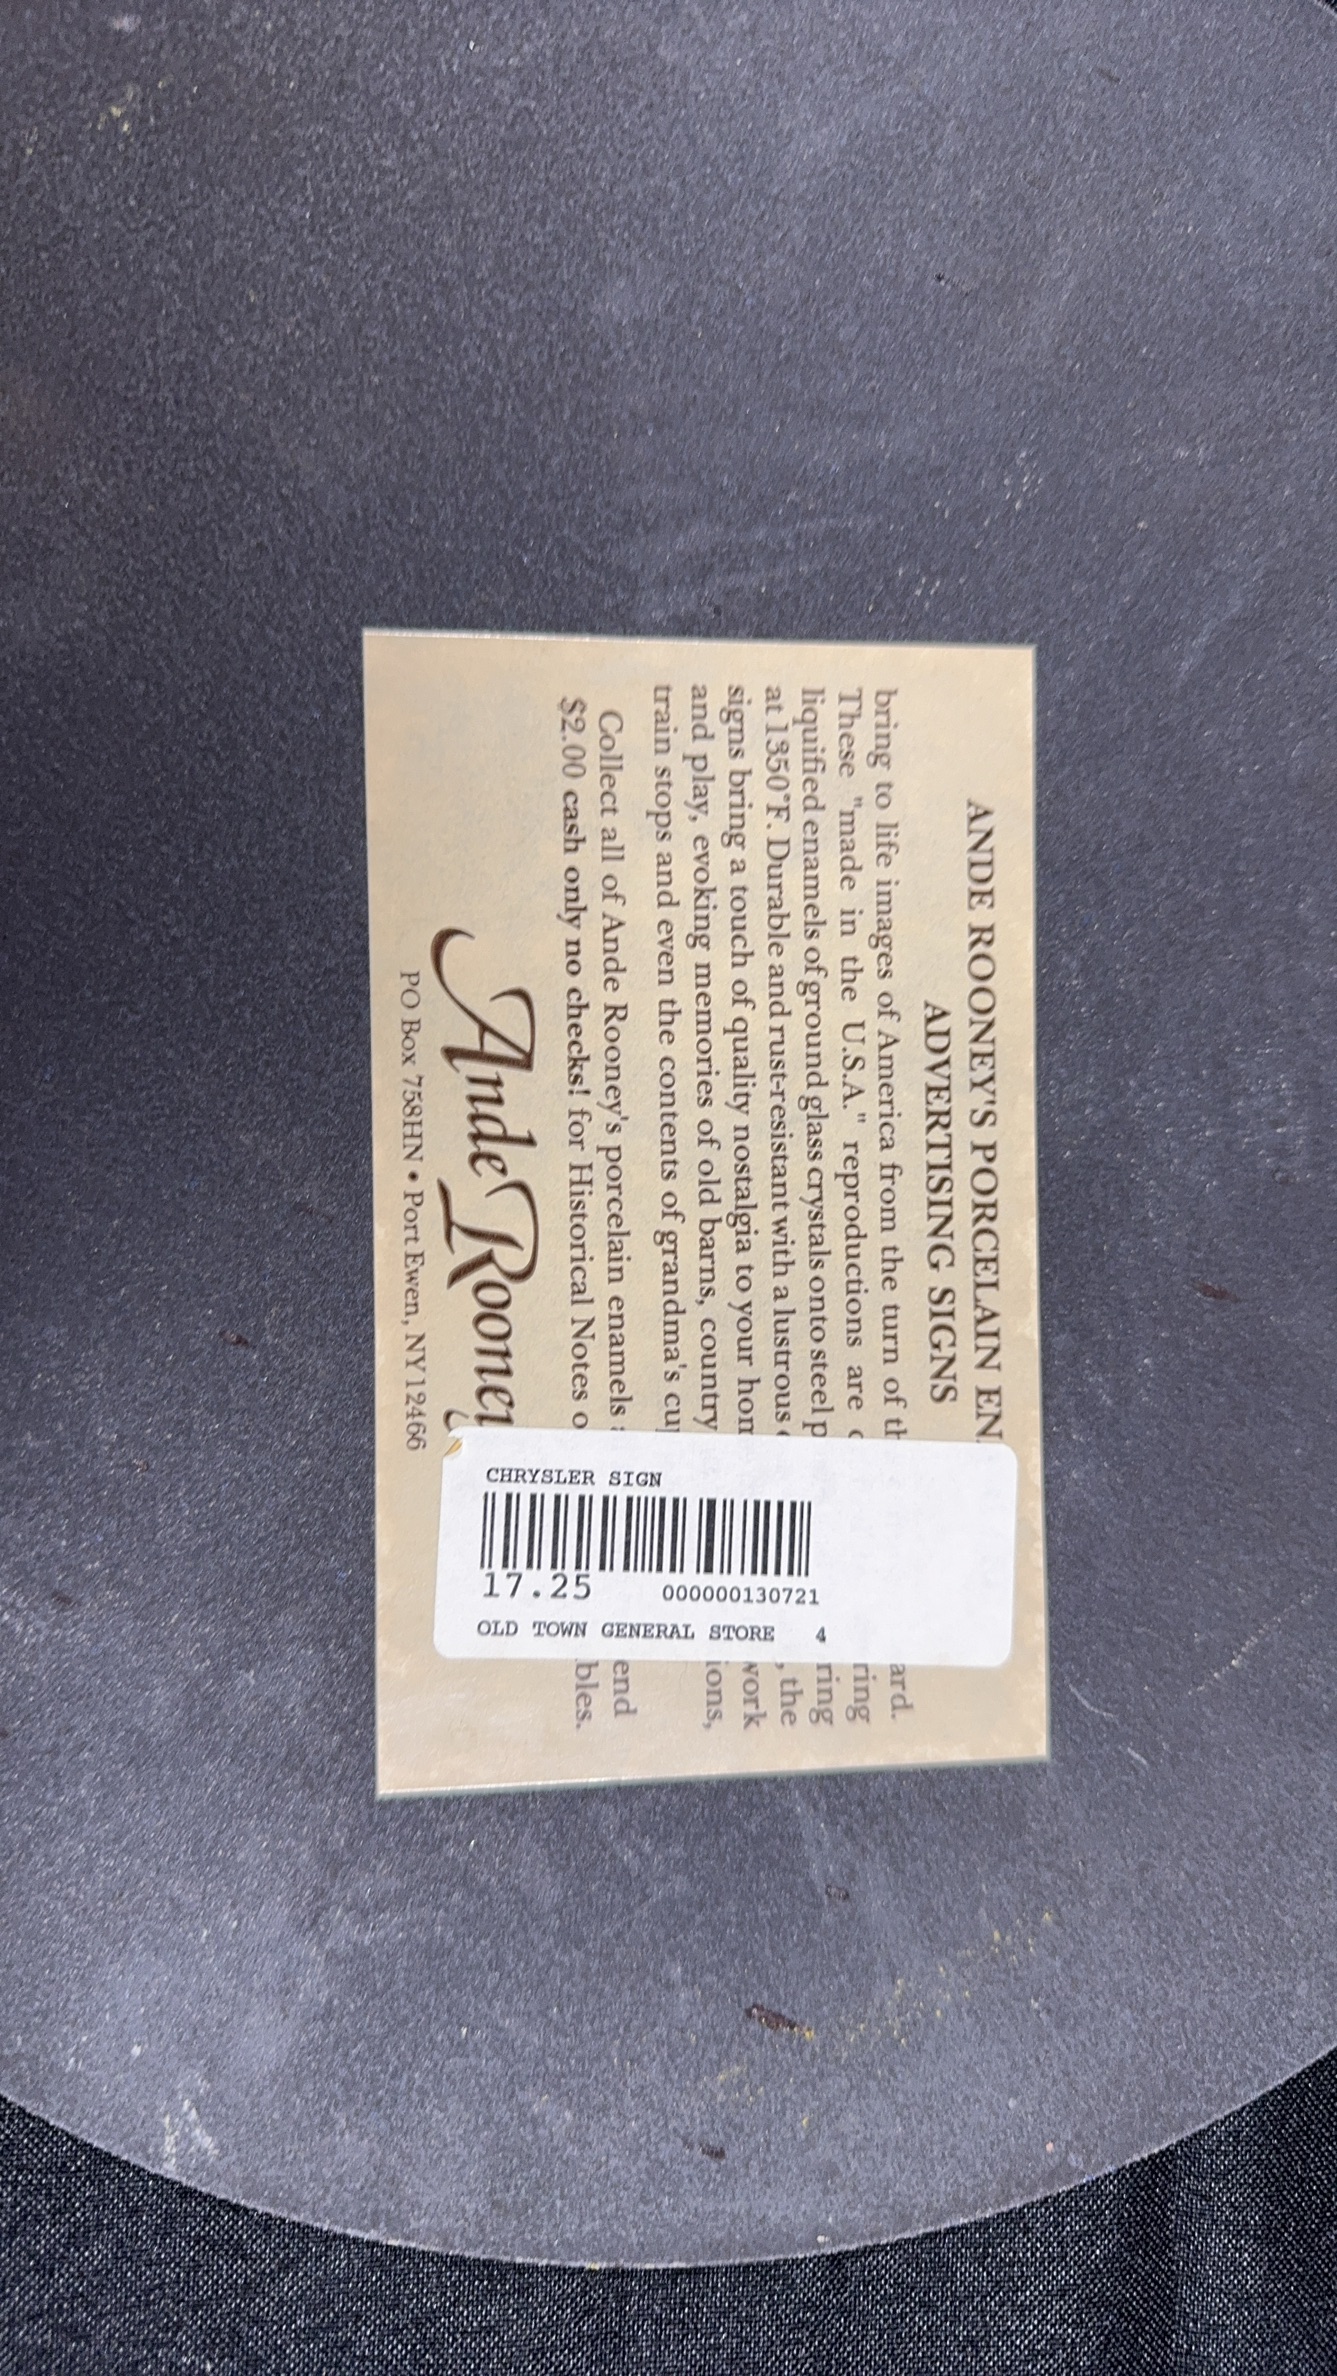 ANDE ROONEY'S PORCELAIN EN
ADVERTISING SIGNS
bring to life images of America from the turn of
These "made in the U.S.A." reproductions are
liquified enamels of ground glass crystals onto steel
at 1350°F. Durable and rust-resistant with a lustrous
signs bring a touch of quality nostalgia to your
and play, evoking memories of old barns, country
train stops and even the contents of grandma's
Collect all of Ande Rooney's porcelain enamels
$2.00 cash only no checks! for Historical Notes
Ande Rooney
PO Box 758HN • Port Ewen, NY 12466
CHRYSLER SIGN
17.25 000000130721
OLD TOWN GENERAL STORE 4
ard.
ring
ring
, the
work
ions,
end
bles.